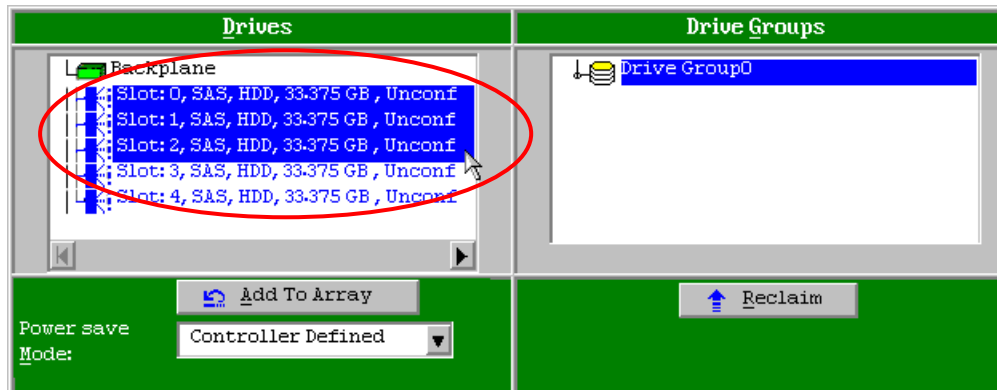 Drives
Drive Groups
Backplane
Slot: 0, SAS, HDD, 33.375 GB , Unconf
Slot: 1, SAS, HDD, 33.375 GB , Unconf
Slot: 2, SAS, HDD, 33.375 GB , Unconf
Slot: 3, SAS, HDD, 33.375 GB , Unconf
Slot: 4, SAS, HDD, 33.375 GB , Unconf
Drive Group0
Add To Array
Reclaim
Power save
Mode:
Controller Defined